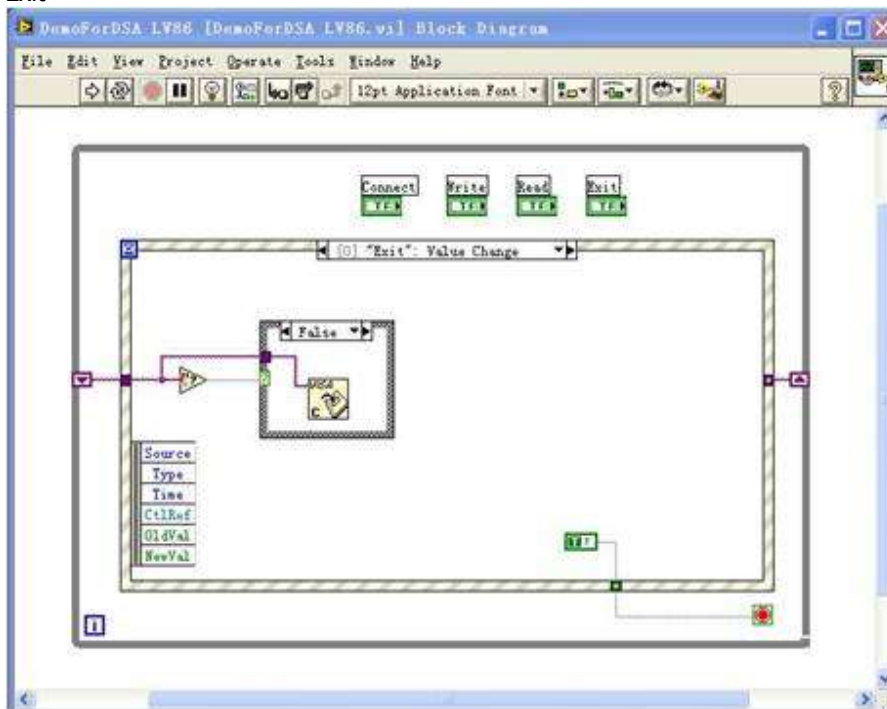 Exit
DemoForDSA LV86 [DemoForDSA LV86.vi] Block Diagram
File Edit View Project Operate Tools Window Help
12pt Application Font
Connect Write Read Exit
TF TF TF TF
[0] "Exit": Value Change
False
VISA
C
Source
Type
Time
CtlRef
OldVal
NewVal
TF
i